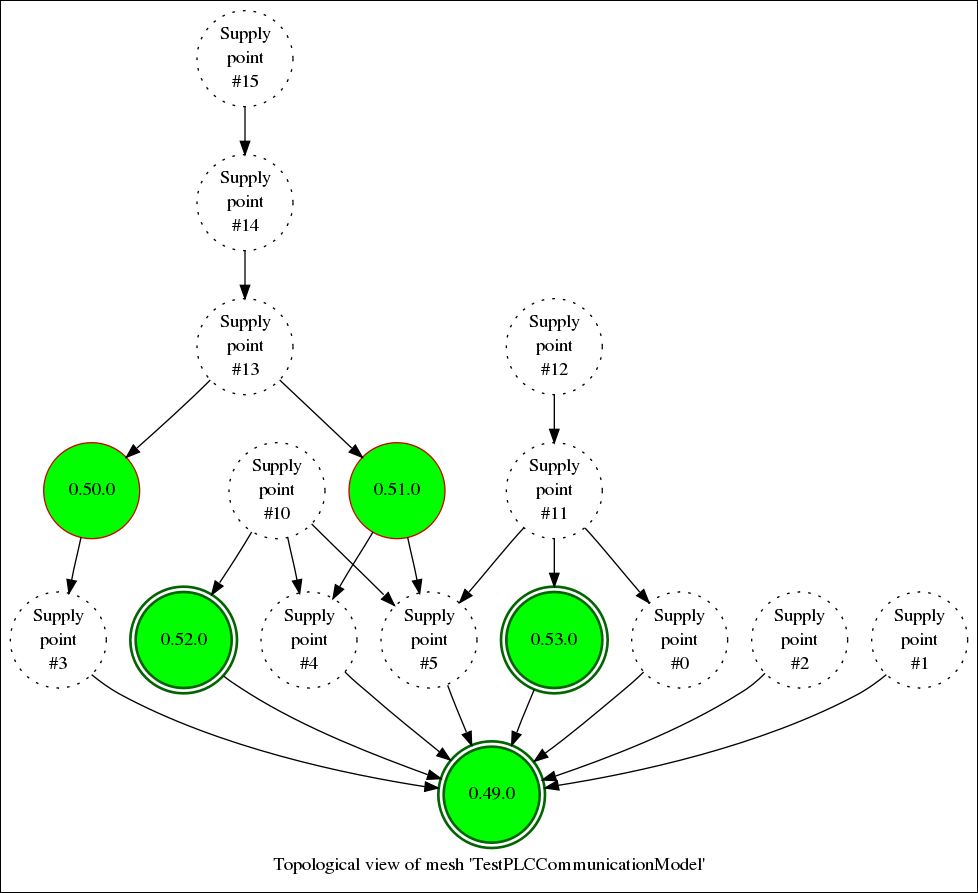 Supply
point
#15
Supply
point
#14
Supply
point
#13
Supply
point
#12
0.50.0
Supply
point
#10
0.51.0
Supply
point
#11
Supply
point
#3
0.52.0
Supply
point
#4
Supply
point
#5
0.53.0
Supply
point
#0
Supply
point
#2
Supply
point
#1
0.49.0
Topological view of mesh 'TestPLCCommunicationModel'